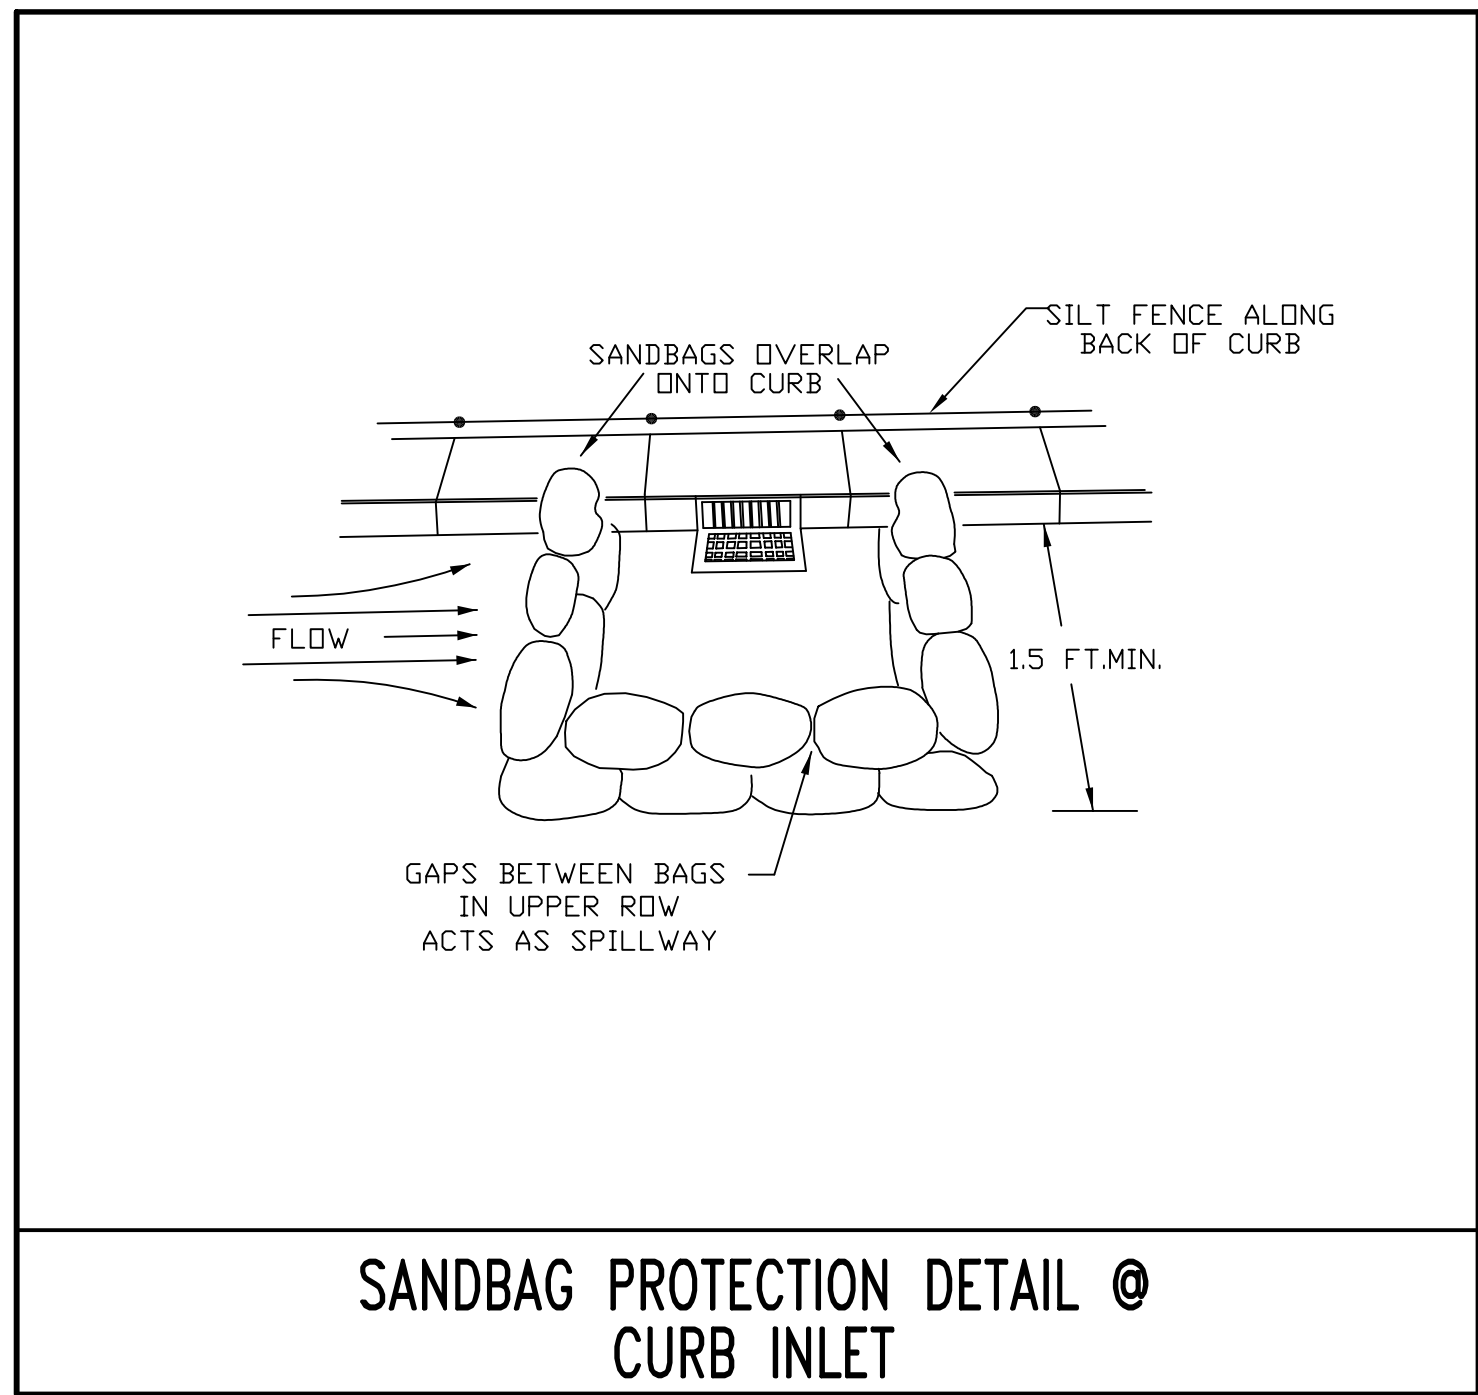 SILT FENCE ALONG
BACK OF CURB
SANDBAGS OVERLAP
ONTO CURB
FLOW
1.5 FT.MIN.
GAPS BETWEEN BAGS
IN UPPER ROW
ACTS AS SPILLWAY
SANDBAG PROTECTION DETAIL @
CURB INLET